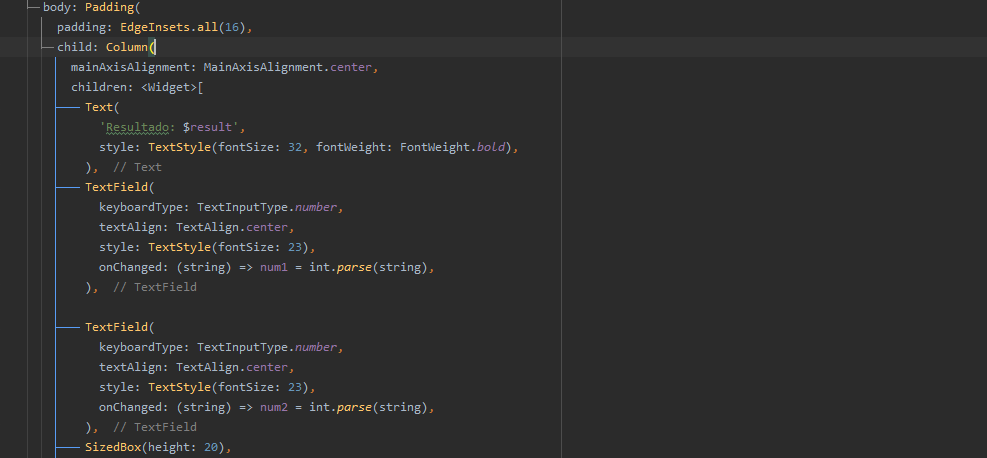 body: Padding(
padding: EdgeInsets.all(16),
child: Column(
mainAxisAlignment: MainAxisAlignment.center,
children: <Widget>[
Text(
'Resultado: $result',
style: TextStyle(fontSize: 32, fontWeight: FontWeight.bold),
), // Text
TextField(
keyboardType: TextInputType.number,
textAlign: TextAlign.center,
style: TextStyle(fontSize: 23),
onChanged: (string) => num1 = int.parse(string),
), // TextField
TextField(
keyboardType: TextInputType.number,
textAlign: TextAlign.center,
style: TextStyle(fontSize: 23),
onChanged: (string) => num2 = int.parse(string),
), // TextField
SizedBox(height: 20),